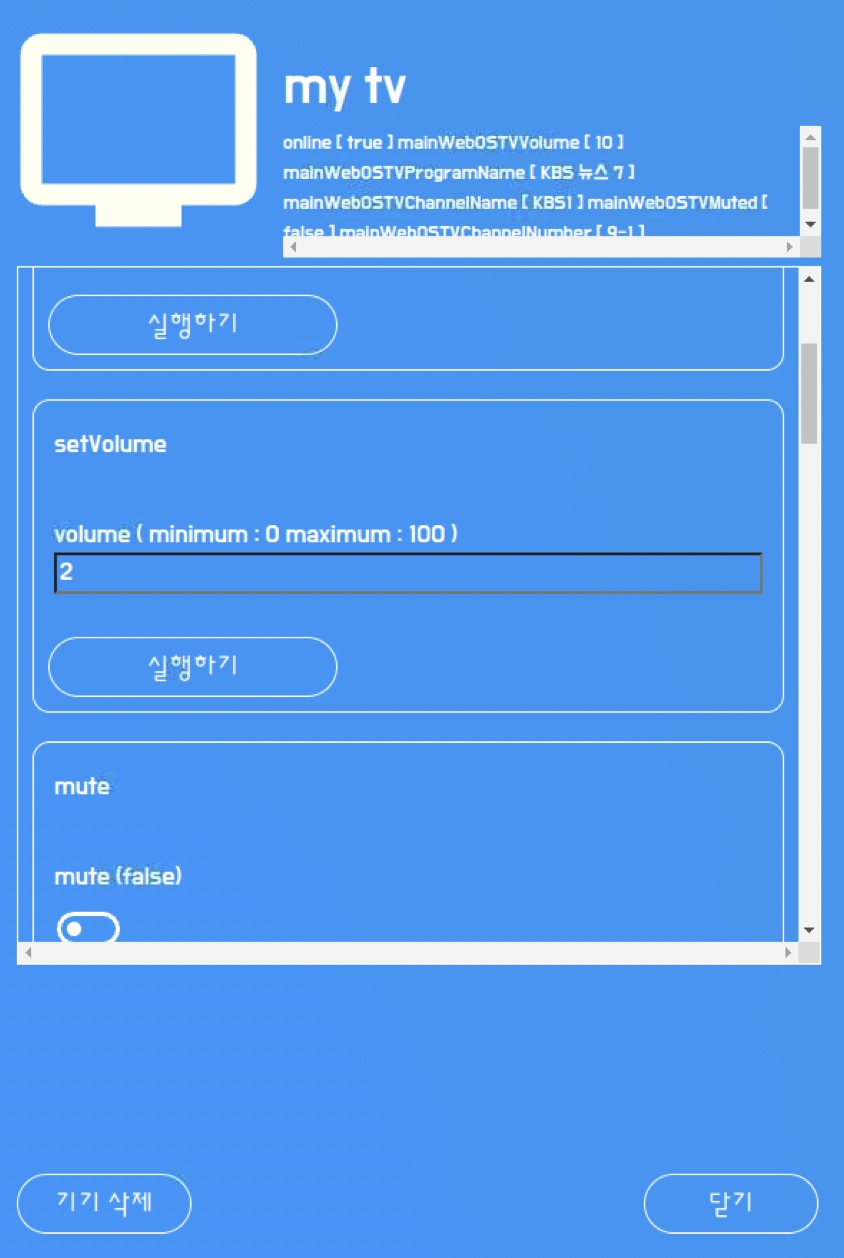 my tv
online [ true ] mainWebOSTVVolume [ 10 ]
mainWebOSTVProgramName [ KBS 뉴스 7 ]
mainWebOSTVChannelName [ KBS1 ] mainWebOSTVMuted [
false ] mainWebOSTVChannelNumber [ 9-1 ]
실행하기
setVolume
volume ( minimum : 0 maximum : 100 )
2
실행하기
mute
mute (false)
기기 삭제
닫기